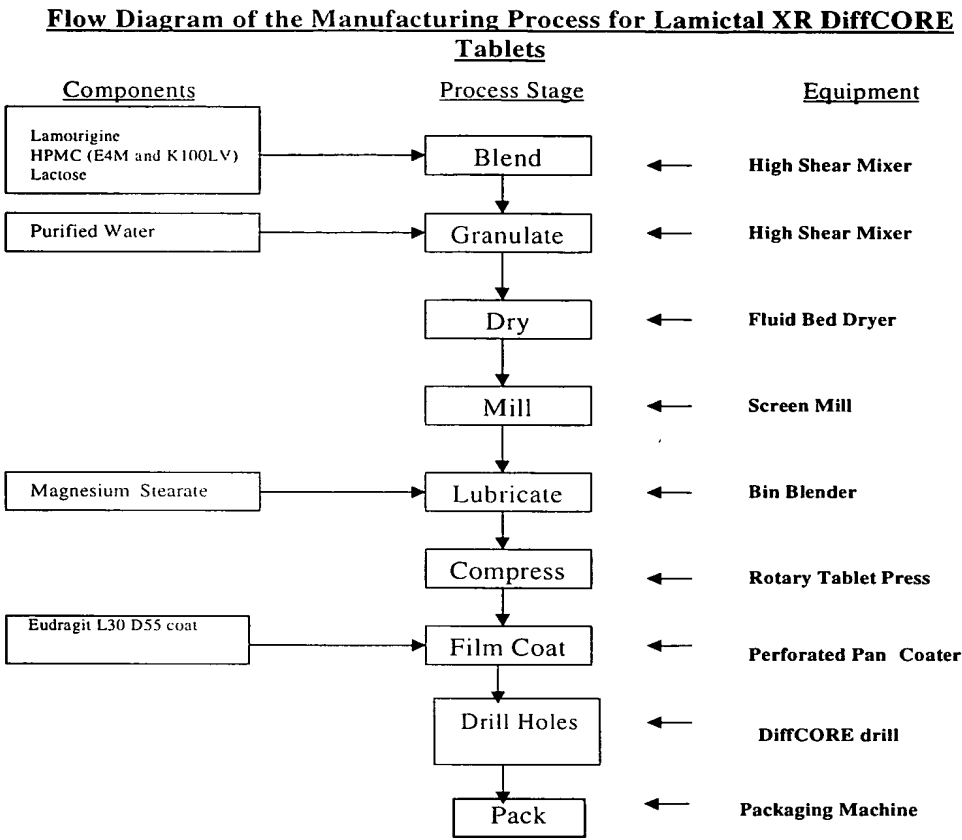 Flow Diagram of the Manufacturing Process for Lamictal XR DiffCORE
Tablets
Components
Process Stage
Equipment
Lamotrigine
HPMC (E4M and K100LV)
Lactose
Blend
High Shear Mixer
Purified Water
Granulate
High Shear Mixer
Dry
Fluid Bed Dryer
Mill
Screen Mill
Magnesium Stearate
Lubricate
Bin Blender
Compress
Rotary Tablet Press
Eudragit L30 D55 coat
Film Coat
Perforated Pan Coater
Drill Holes
DiffCORE drill
Pack
Packaging Machine